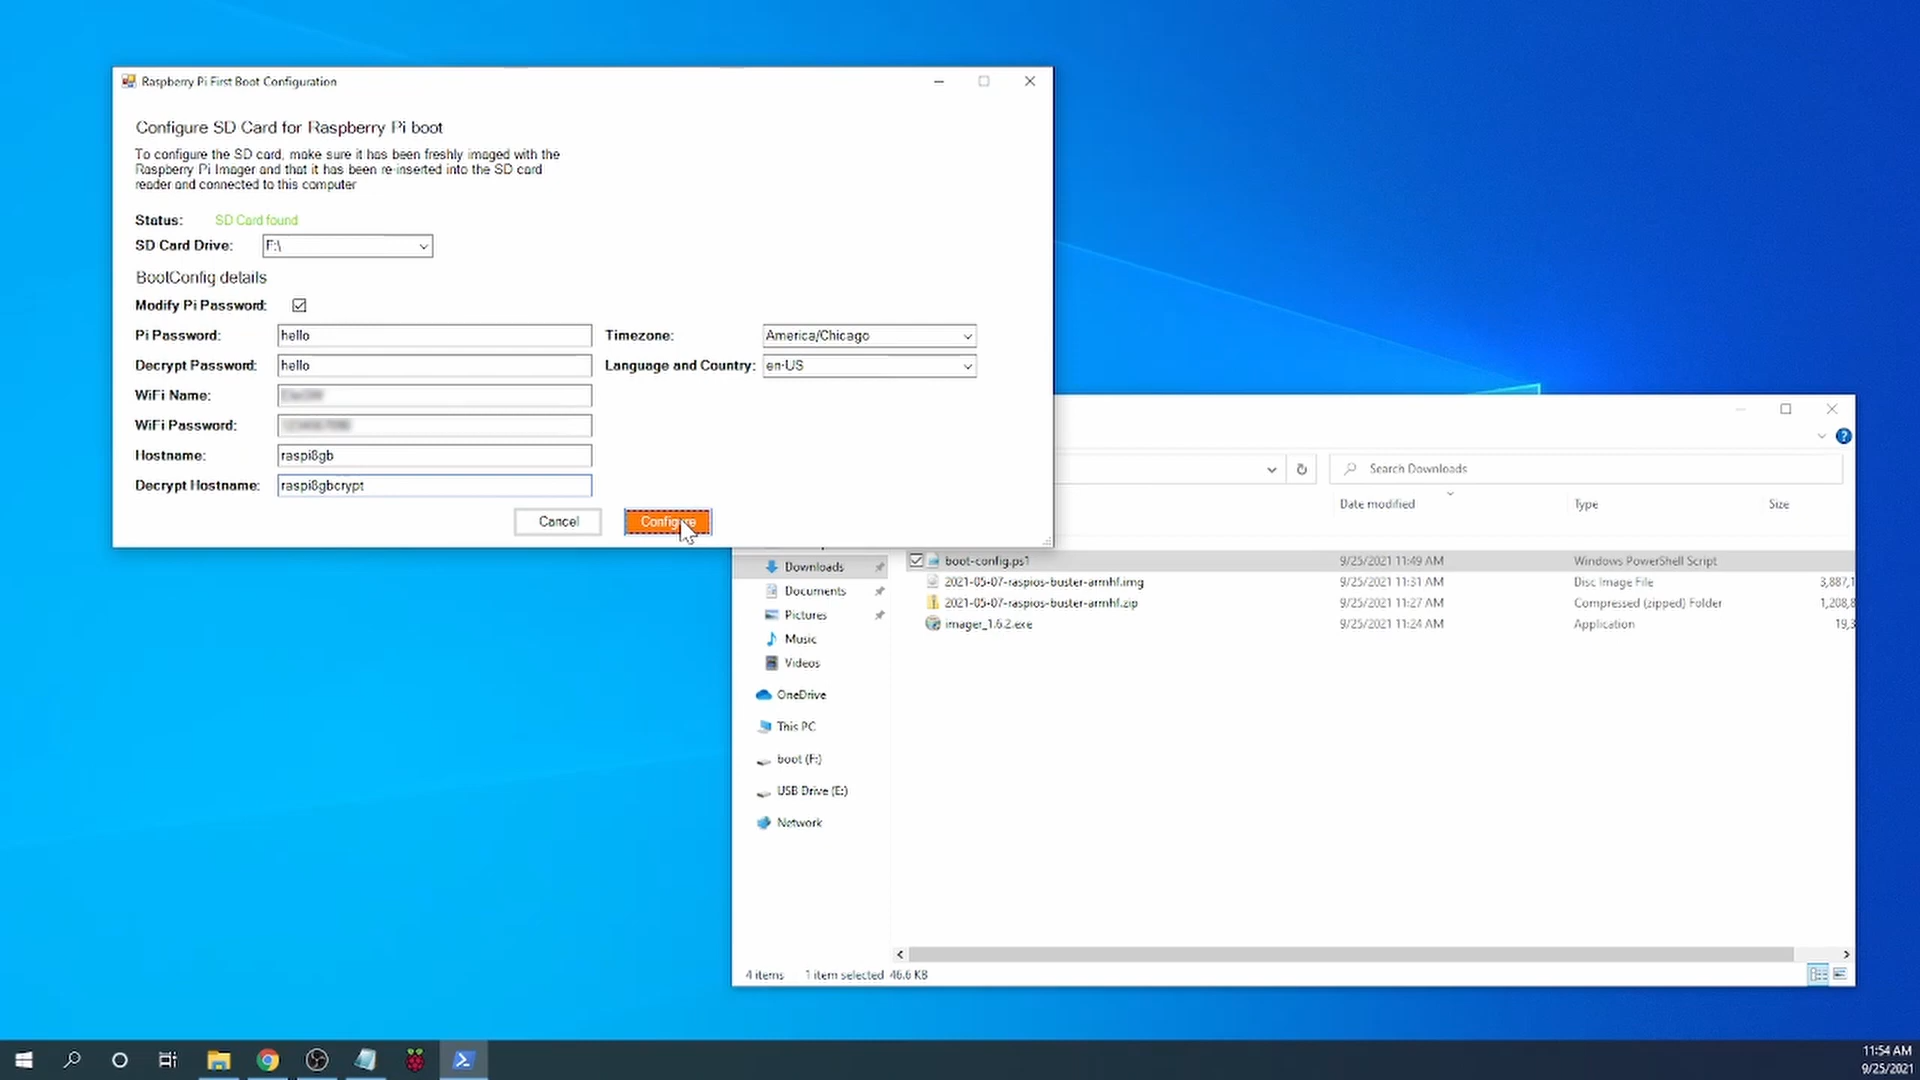 Raspberry Pi First Boot Configuration
Configure SD Card for Raspberry Pi boot
To configure the SD card, make sure it has been freshly imaged with the
Raspberry Pi Imager and that it has been re-inserted into the SD card
reader and connected to this computer
Status: SD Card found
SD Card Drive: F:\
BootConfig details
Modify Pi Password:
Pi Password: hello
Timezone: America/Chicago
Decrypt Password: hello
Language and Country: en-US
WiFi Name:
WiFi Password:
Hostname: raspi8gb
Decrypt Hostname: raspi8gbcrypt
Cancel
Configure
Search Downloads
Date modified Type Size
Downloads
Documents
Pictures
Music
Videos
OneDrive
This PC
boot (F:)
USB Drive (E:)
Network
boot-config.ps1 9/25/2021 11:49 AM Windows PowerShell Script
2021-05-07-raspios-buster-armhf.img 9/25/2021 11:31 AM Disc Image File 3,887,1
2021-05-07-raspios-buster-armhf.zip 9/25/2021 11:27 AM Compressed (zipped) Folder 1,208,8
imager_1.6.2.exe 9/25/2021 11:24 AM Application 19,3
4 items 1 item selected 46.6 KB
11:54 AM
9/25/2021